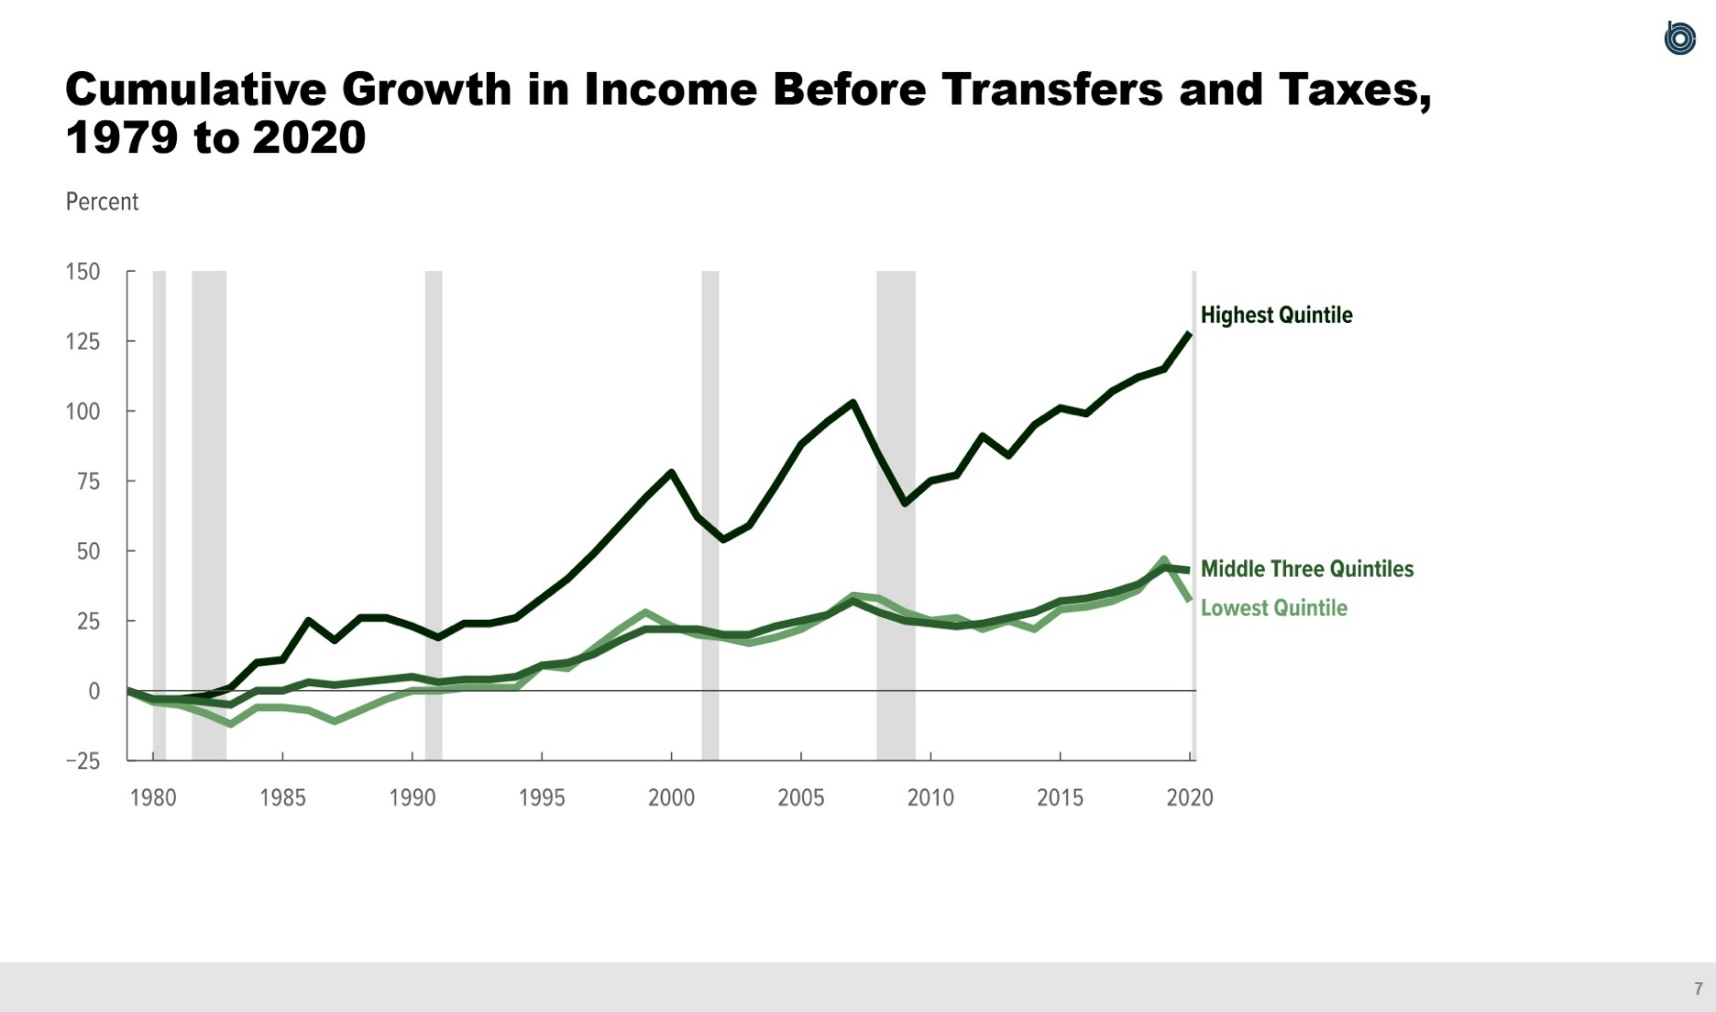 Cumulative Growth in Income Before Transfers and Taxes,
1979 to 2020
Percent
150
125
100
75
50
25
0
−25
1980 1985 1990 1995 2000 2005 2010 2015 2020
Highest Quintile
Middle Three Quintiles
Lowest Quintile
7